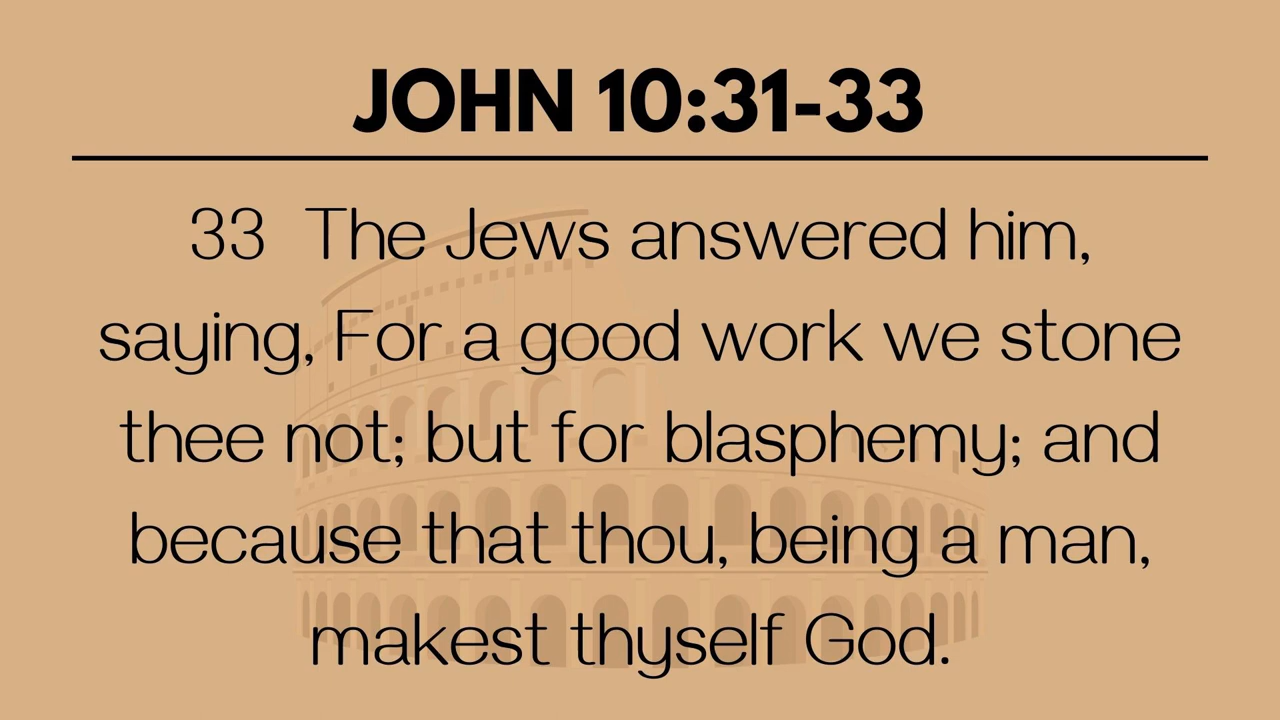 JOHN 10:31-33
33 The Jews answered him,
saying, For a good work we stone
thee not; but for blasphemy; and
because that thou, being a man,
makest thyself God.